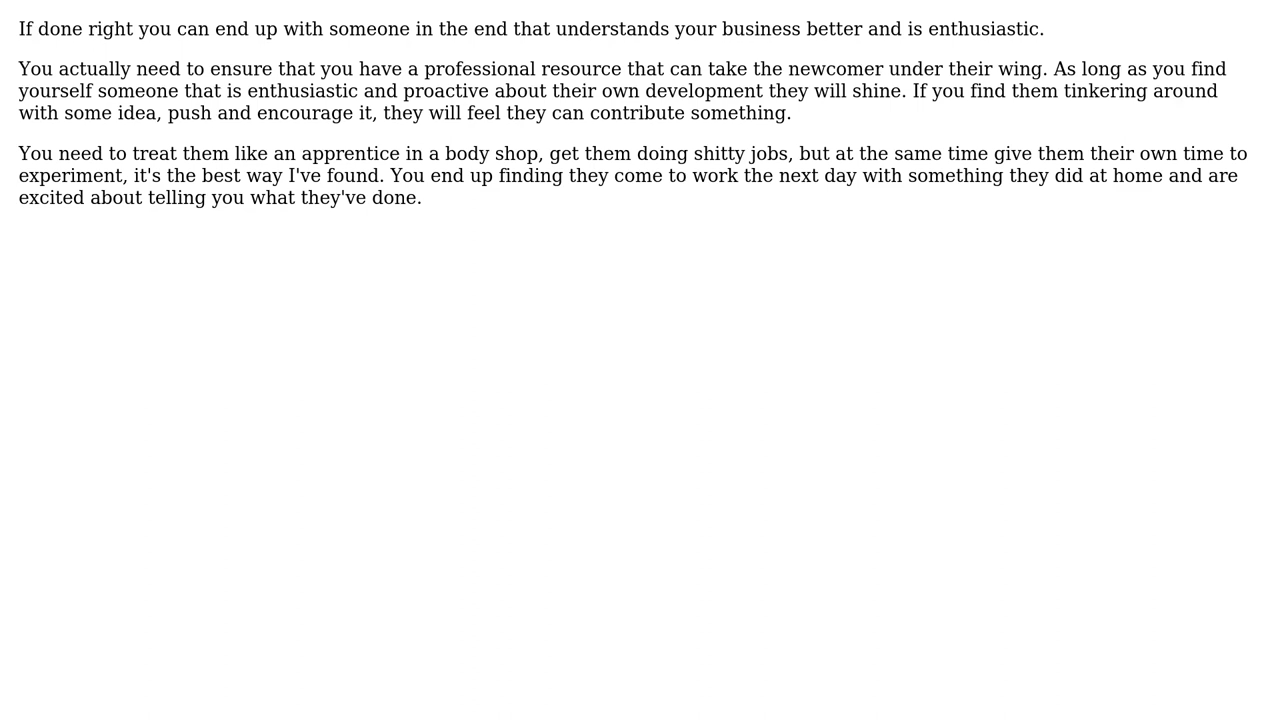 If done right you can end up with someone in the end that understands your business better and is enthusiastic.
You actually need to ensure that you have a professional resource that can take the newcomer under their wing. As long as you find
yourself someone that is enthusiastic and proactive about their own development they will shine. If you find them tinkering around
with some idea, push and encourage it, they will feel they can contribute something.
You need to treat them like an apprentice in a body shop, get them doing shitty jobs, but at the same time give them their own time to
experiment, it's the best way I've found. You end up finding they come to work the next day with something they did at home and are
excited about telling you what they've done.